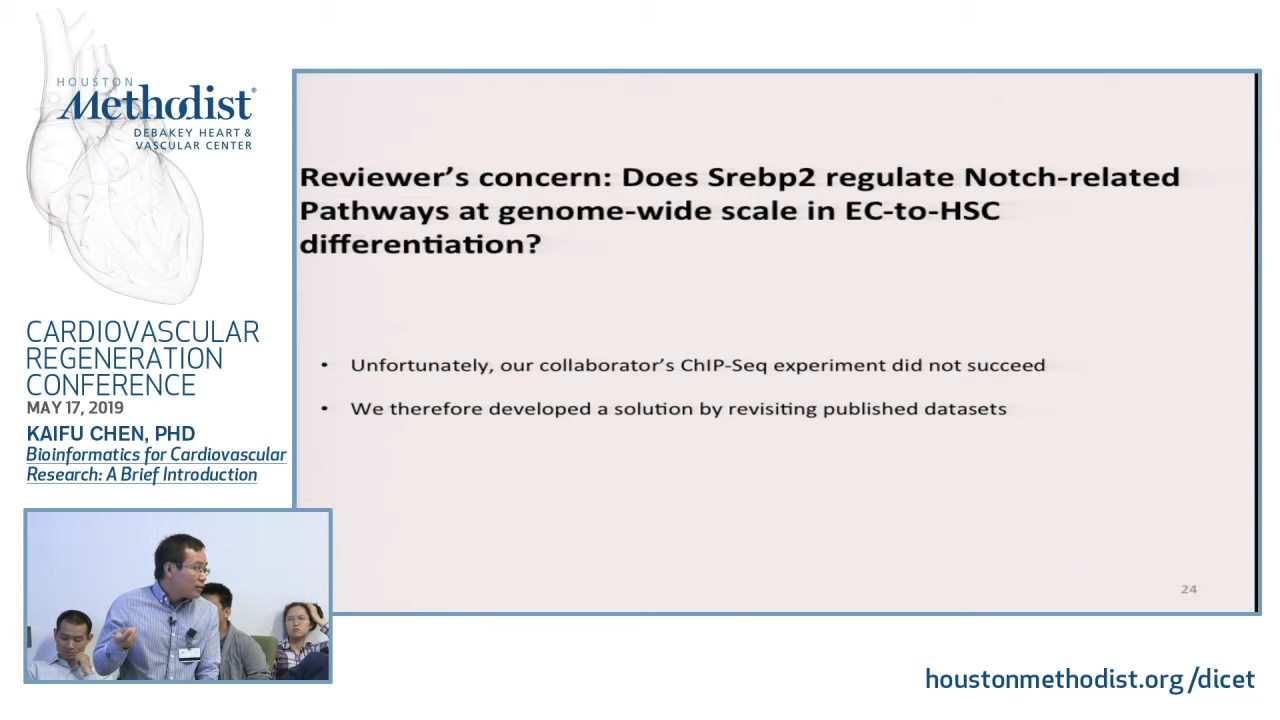 HOUSTON
Methodist®
DEBAKEY HEART &
VASCULAR CENTER
CARDIOVASCULAR
REGENERATION
CONFERENCE
MAY 17, 2019
KAIFU CHEN, PHD
Bioinformatics for Cardiovascular
Research: A Brief Introduction
Reviewer’s concern: Does Srebp2 regulate Notch-related
Pathways at genome-wide scale in EC-to-HSC
differentiation?
• Unfortunately, our collaborator’s ChIP-Seq experiment did not succeed
• We therefore developed a solution by revisiting published datasets
24
houstonmethodist.org/dicet